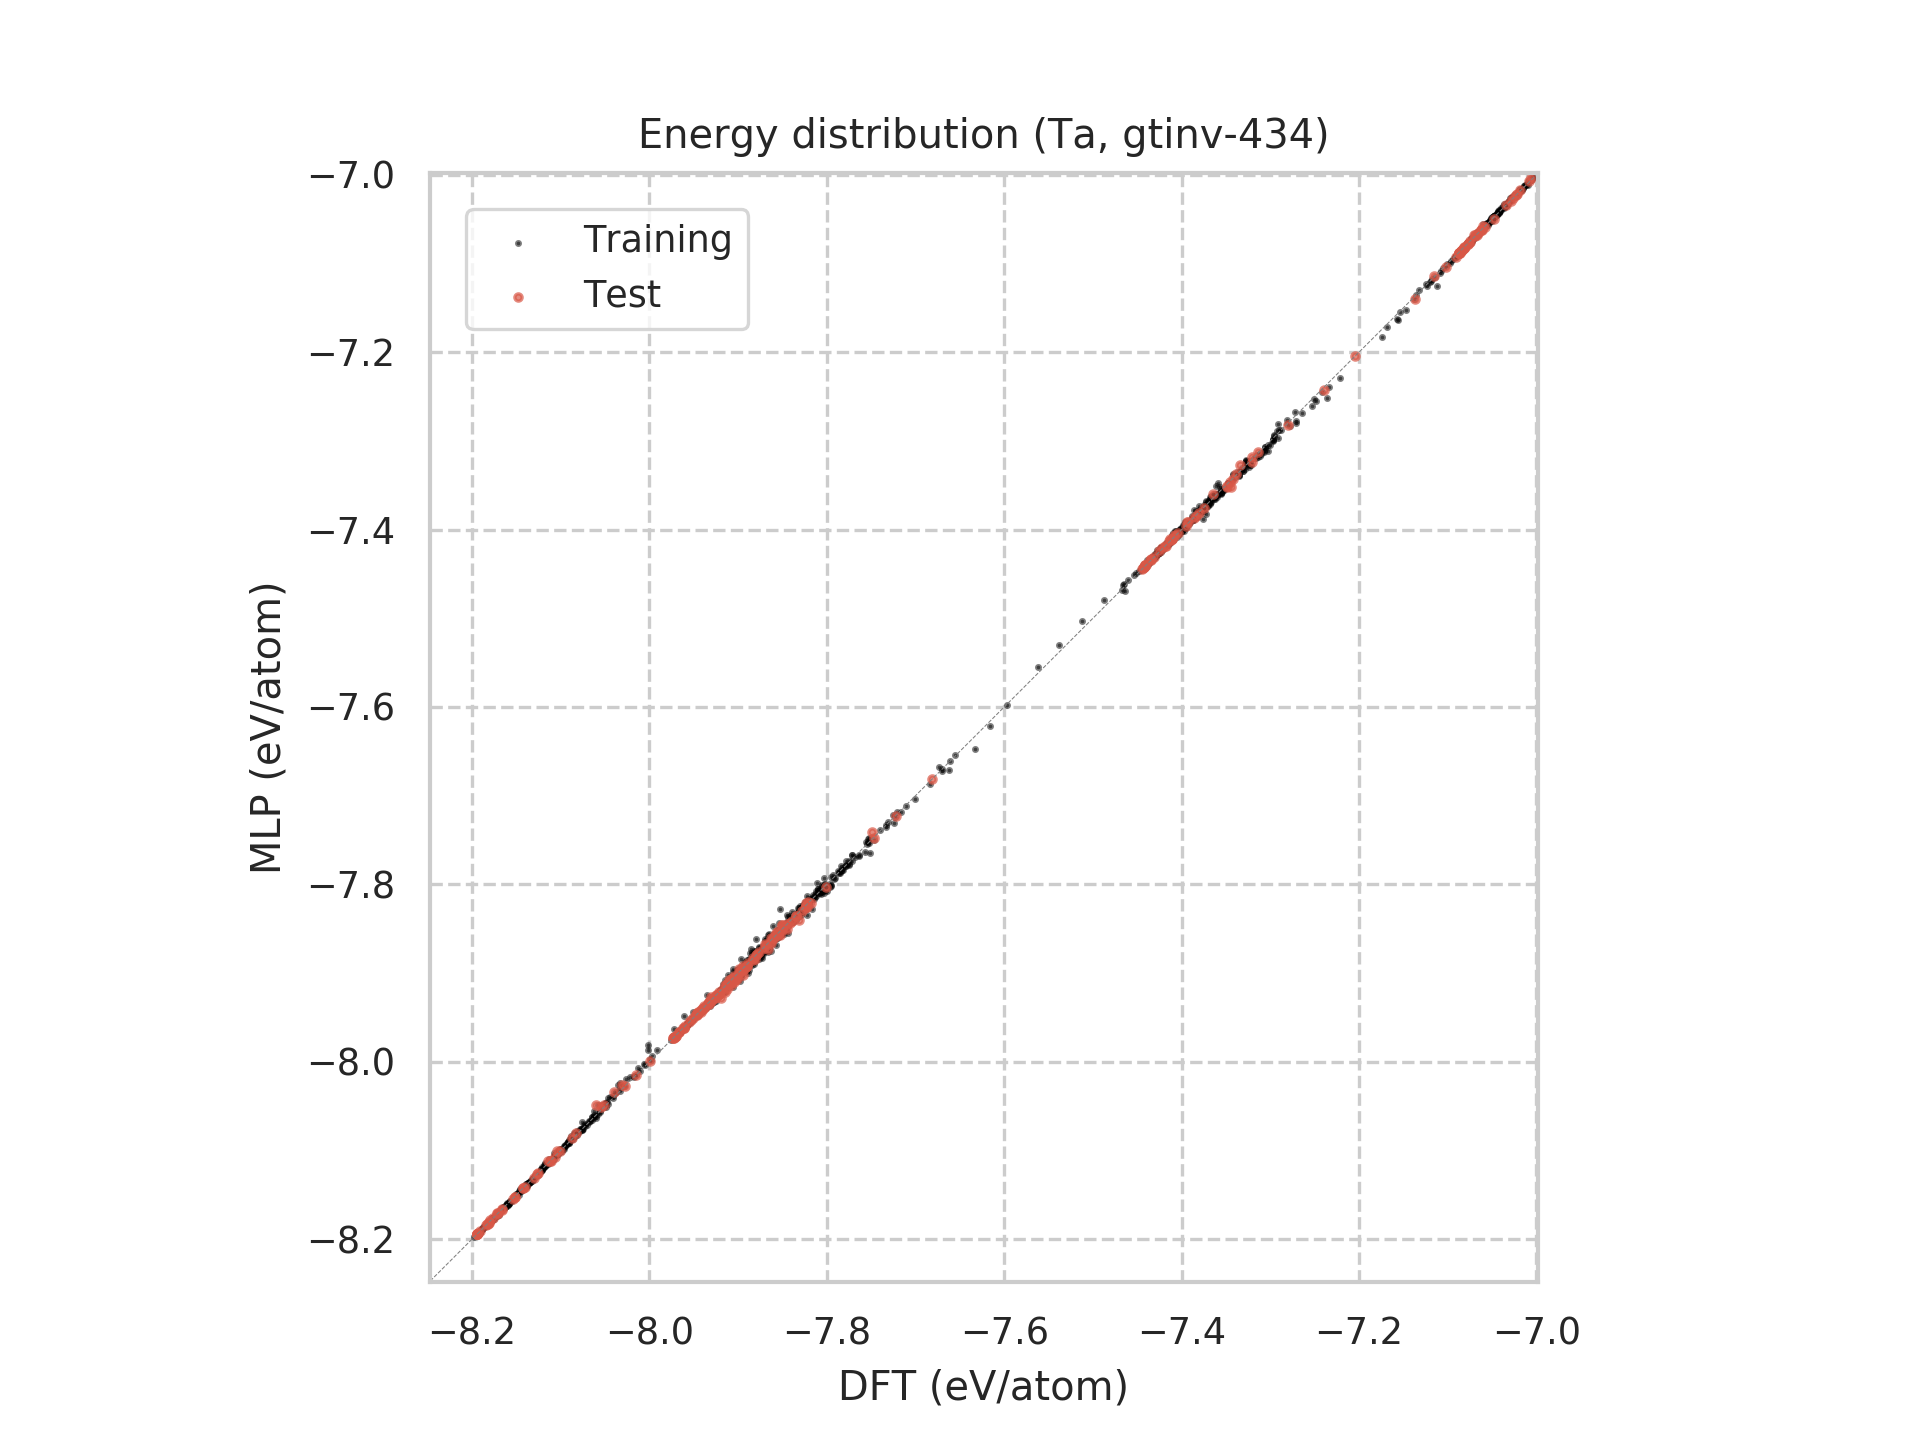 Energy distribution (Ta, gtinv-434)
−7.0
−7.2
−7.4
−7.6
−7.8
−8.0
−8.2
MLP (eV/atom)
Training
Test
−8.2 −8.0 −7.8 −7.6 −7.4 −7.2 −7.0
DFT (eV/atom)